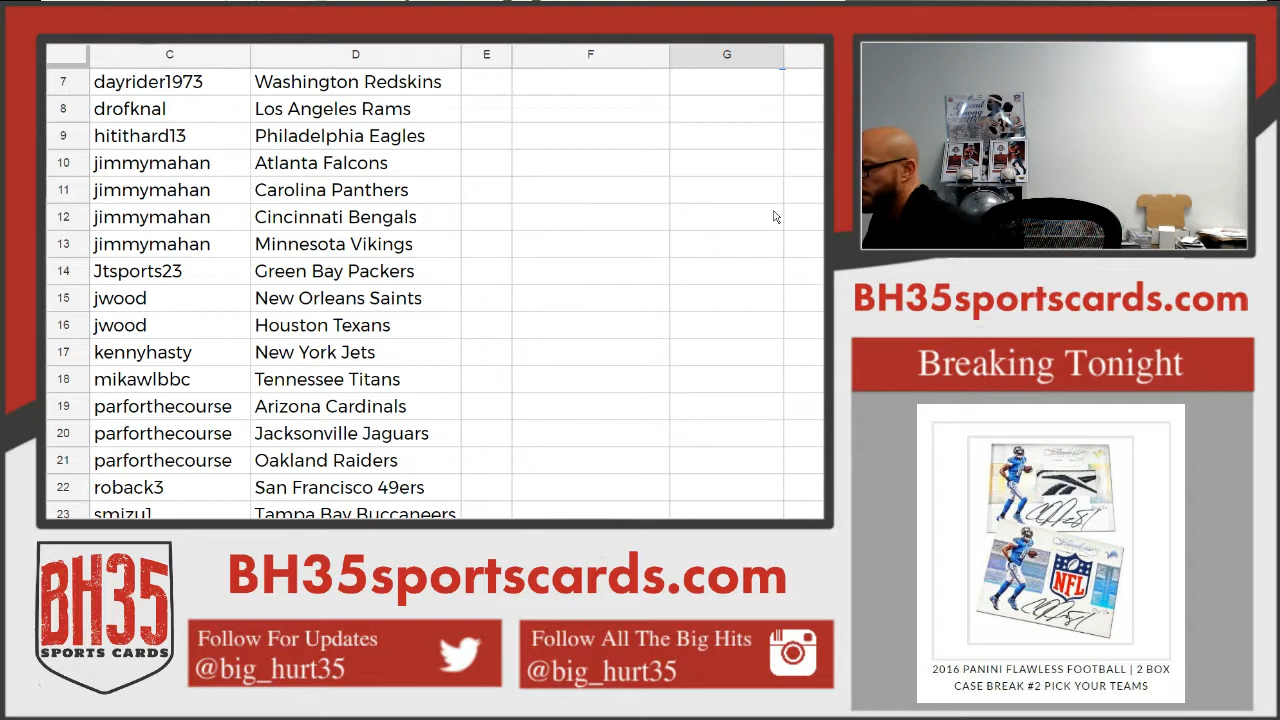 C D E F G
7 dayrider1973 Washington Redskins
8 drofknal Los Angeles Rams
9 hitithard13 Philadelphia Eagles
10 jimmymahan Atlanta Falcons
11 jimmymahan Carolina Panthers
12 jimmymahan Cincinnati Bengals
13 jimmymahan Minnesota Vikings
14 Jtsports23 Green Bay Packers
15 jwood New Orleans Saints
16 jwood Houston Texans
17 kennyhasty New York Jets
18 mikawlbbc Tennessee Titans
19 parforthecourse Arizona Cardinals
20 parforthecourse Jacksonville Jaguars
21 parforthecourse Oakland Raiders
22 roback3 San Francisco 49ers
23 smizu1 Tampa Bay Buccaneers
BH35sportscards.com
Breaking Tonight
NFL
2016 PANINI FLAWLESS FOOTBALL | 2 BOX
CASE BREAK #2 PICK YOUR TEAMS
BH35
SPORTS CARDS
BH35sportscards.com
Follow For Updates
@big_hurt35
Follow All The Big Hits
@big_hurt35